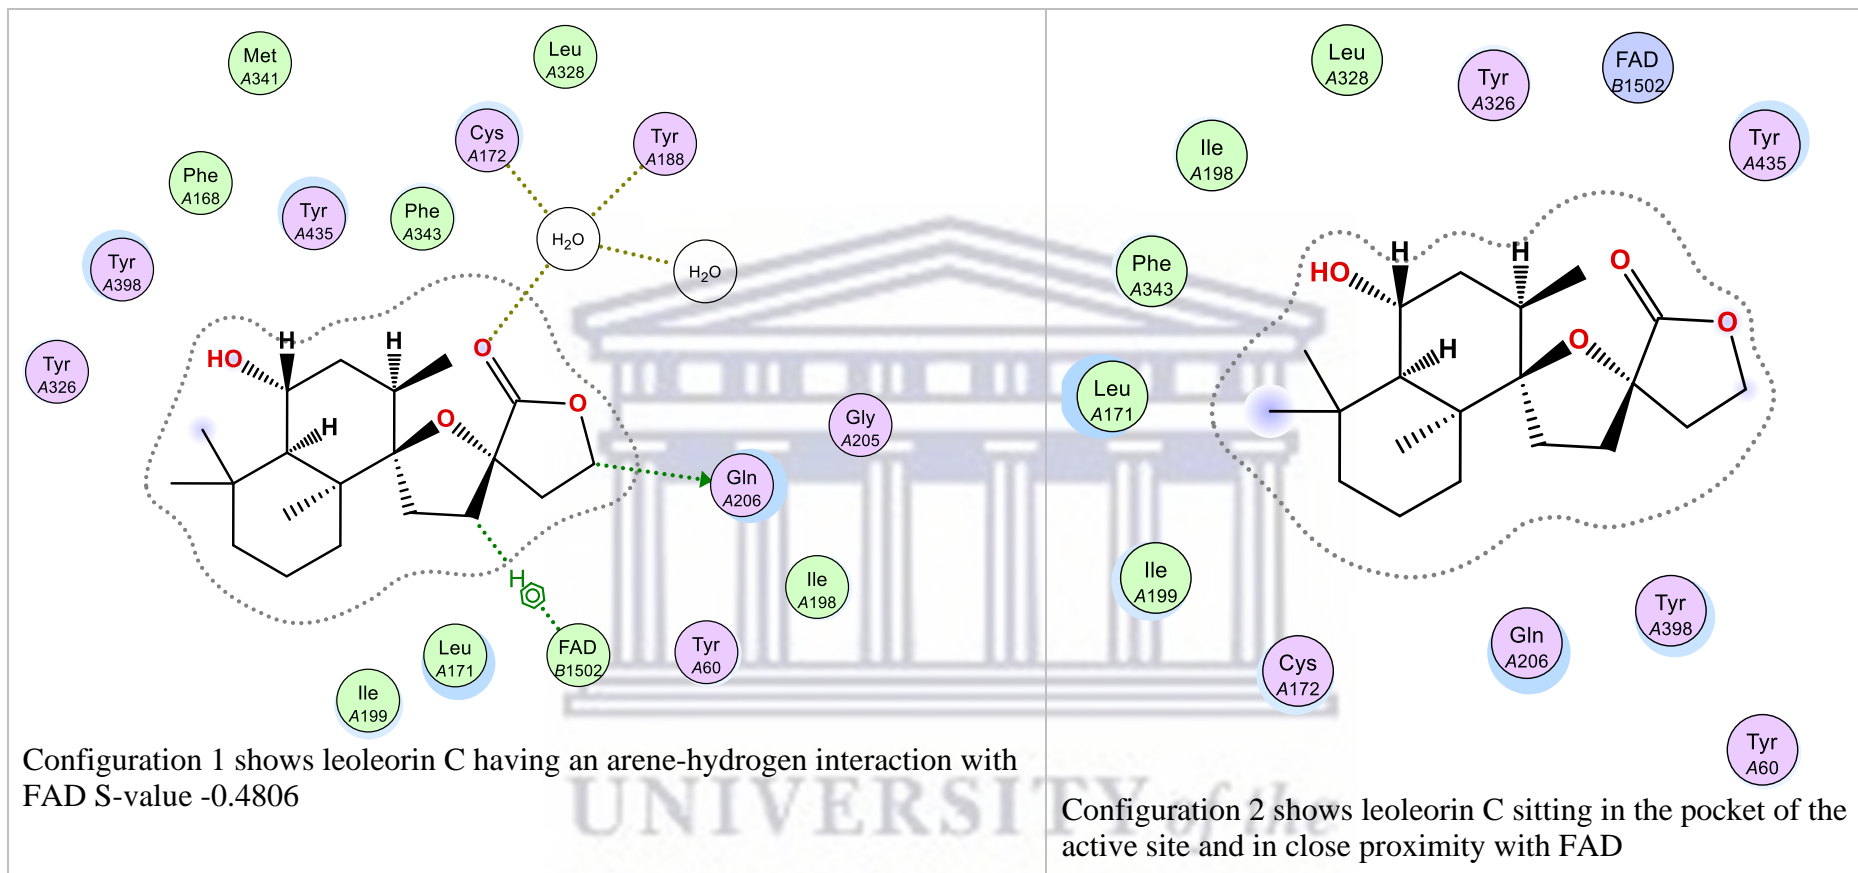 Met
A341
Leu
A328
Cys
A172
Tyr
A188
Phe
A168
Tyr
A435
Phe
A343
H₂O
H₂O
Tyr
A398
Tyr
A326
HO
H
H
O
O
H
O
Gly
A205
Gln
A206
H
Ile
A198
FAD
B1502
Leu
A171
Tyr
A60
Ile
A199
Configuration 1 shows leoleorin C having an arene-hydrogen interaction with
FAD S-value -0.4806
Leu
A328
Tyr
A326
FAD
B1502
Tyr
A435
Ile
A198
Phe
A343
HO
H
H
O
O
H
O
Leu
A171
Ile
A199
Cys
A172
Gln
A206
Tyr
A398
Tyr
A60
Configuration 2 shows leoleorin C sitting in the pocket of the
active site and in close proximity with FAD
UNIVERSITY of the